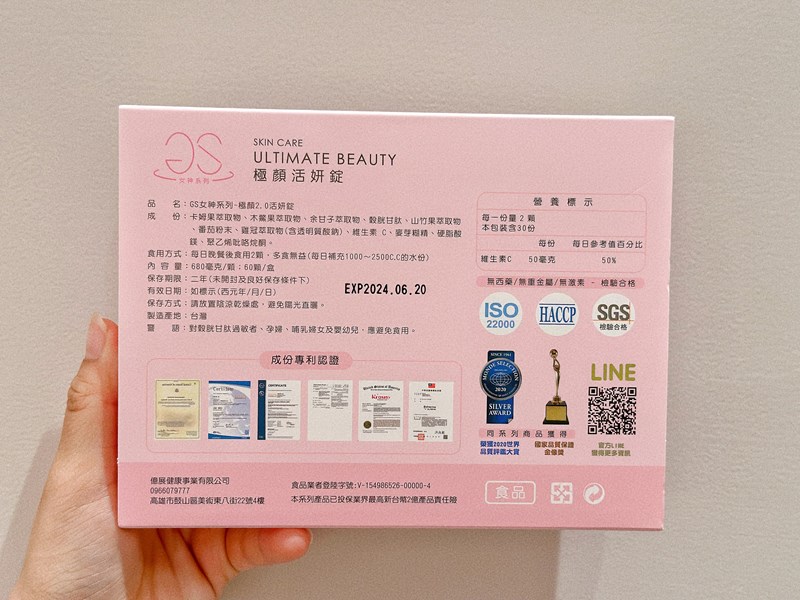 GS
女神系列
SKIN CARE
ULTIMATE BEAUTY
極顏活妍錠
品 名：GS女神系列-極顏2.0活妍錠
成 份：卡姆果萃取物、木鱉果萃取物、余甘子萃取物、穀胱甘肽、山竹果萃取物
、番茄粉末、雞冠萃取物(含透明質酸鈉)、維生素 C、麥芽糊精、硬脂酸
鎂、聚乙烯吡咯烷酮。
食用方式：每日晚餐後食用2顆，多食無益(每日補充1000～2500C.C的水份)
內 容 量：680毫克/顆；60顆/盒
保存期限：二年(未開封及良好保存條件下)
有效日期：如標示(西元年/月/日)
EXP2024.06.20
保存方式：請放置陰涼乾燥處，避免陽光直曬。
製造產地：台灣
警 語：對穀胱甘肽過敏者、孕婦、哺乳婦女及嬰幼兒，應避免食用。
營養標示
每一份量 2 顆
本包裝含30份
每份 每日參考值百分比
維生素C 50毫克 50%
無西藥/無重金屬/無激素 - 檢驗合格
ISO
22000
HACCP
SGS
檢驗合格
成份專利認證
CERTIFICATE
SINCE 1961
MONDE SELECTION
2020
SILVER
AWARD
同系列商品獲得
榮獲2020世界
品質評鑑大賞
國家品質保證
金像獎
LINE
官方LINE
獲得更多資訊
億展健康事業有限公司
0966079777
高雄市鼓山區美術東八街22號4樓
食品業者登陸字號:V-154986526-00000-4
本系列產品已投保業界最高新台幣2億產品責任險
食品